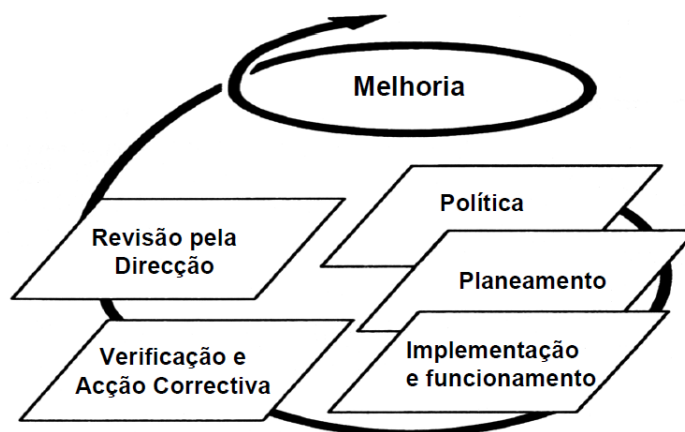 Melhoria
Política
Planeamento
Implementação
e funcionamento
Verificação e
Acção Correctiva
Revisão pela
Direcção